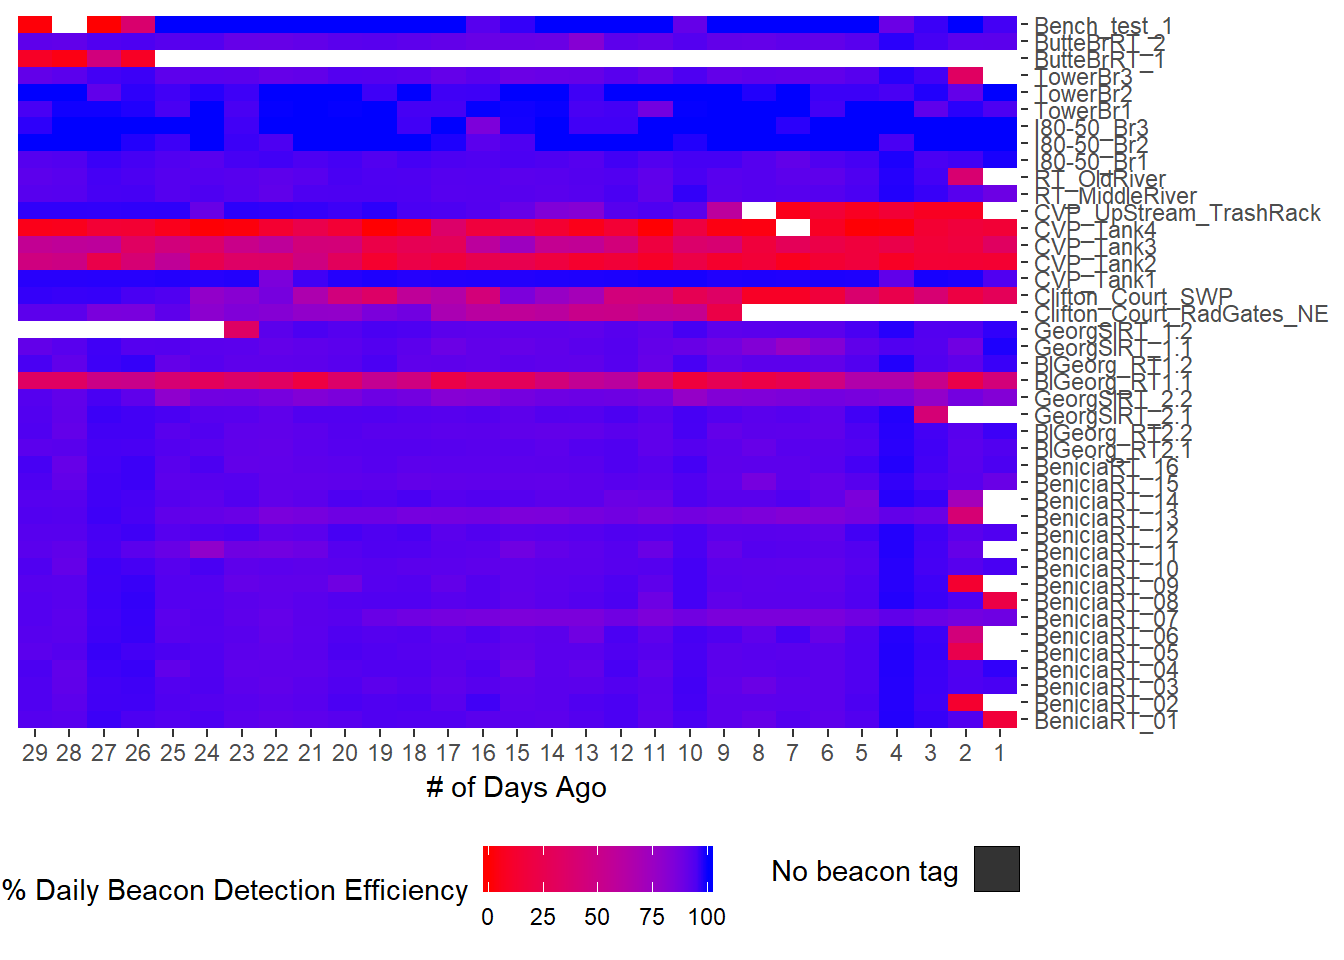 Bench_test_1
ButteBrRT_2
ButteBrRT_1
TowerBr3
TowerBr2
TowerBr1
I80-50_Br3
I80-50_Br2
I80-50_Br1
RT_OldRiver
RT_MiddleRiver
CVP_UpStream_TrashRack
CVP_Tank4
CVP_Tank3
CVP_Tank2
CVP_Tank1
Clifton_Court_SWP
Clifton_Court_RadGates_NE
GeorgSlRT_1.2
GeorgSlRT_1.1
BlGeorg_RT1.2
BlGeorg_RT1.1
GeorgSlRT_2.2
GeorgSlRT_2.1
BlGeorg_RT2.2
BlGeorg_RT2.1
BeniciaRT_16
BeniciaRT_15
BeniciaRT_14
BeniciaRT_13
BeniciaRT_12
BeniciaRT_11
BeniciaRT_10
BeniciaRT_09
BeniciaRT_08
BeniciaRT_07
BeniciaRT_06
BeniciaRT_05
BeniciaRT_04
BeniciaRT_03
BeniciaRT_02
BeniciaRT_01
29 28 27 26 25 24 23 22 21 20 19 18 17 16 15 14 13 12 11 10 9 8 7 6 5 4 3 2 1
# of Days Ago
% Daily Beacon Detection Efficiency
0 25 50 75 100
No beacon tag